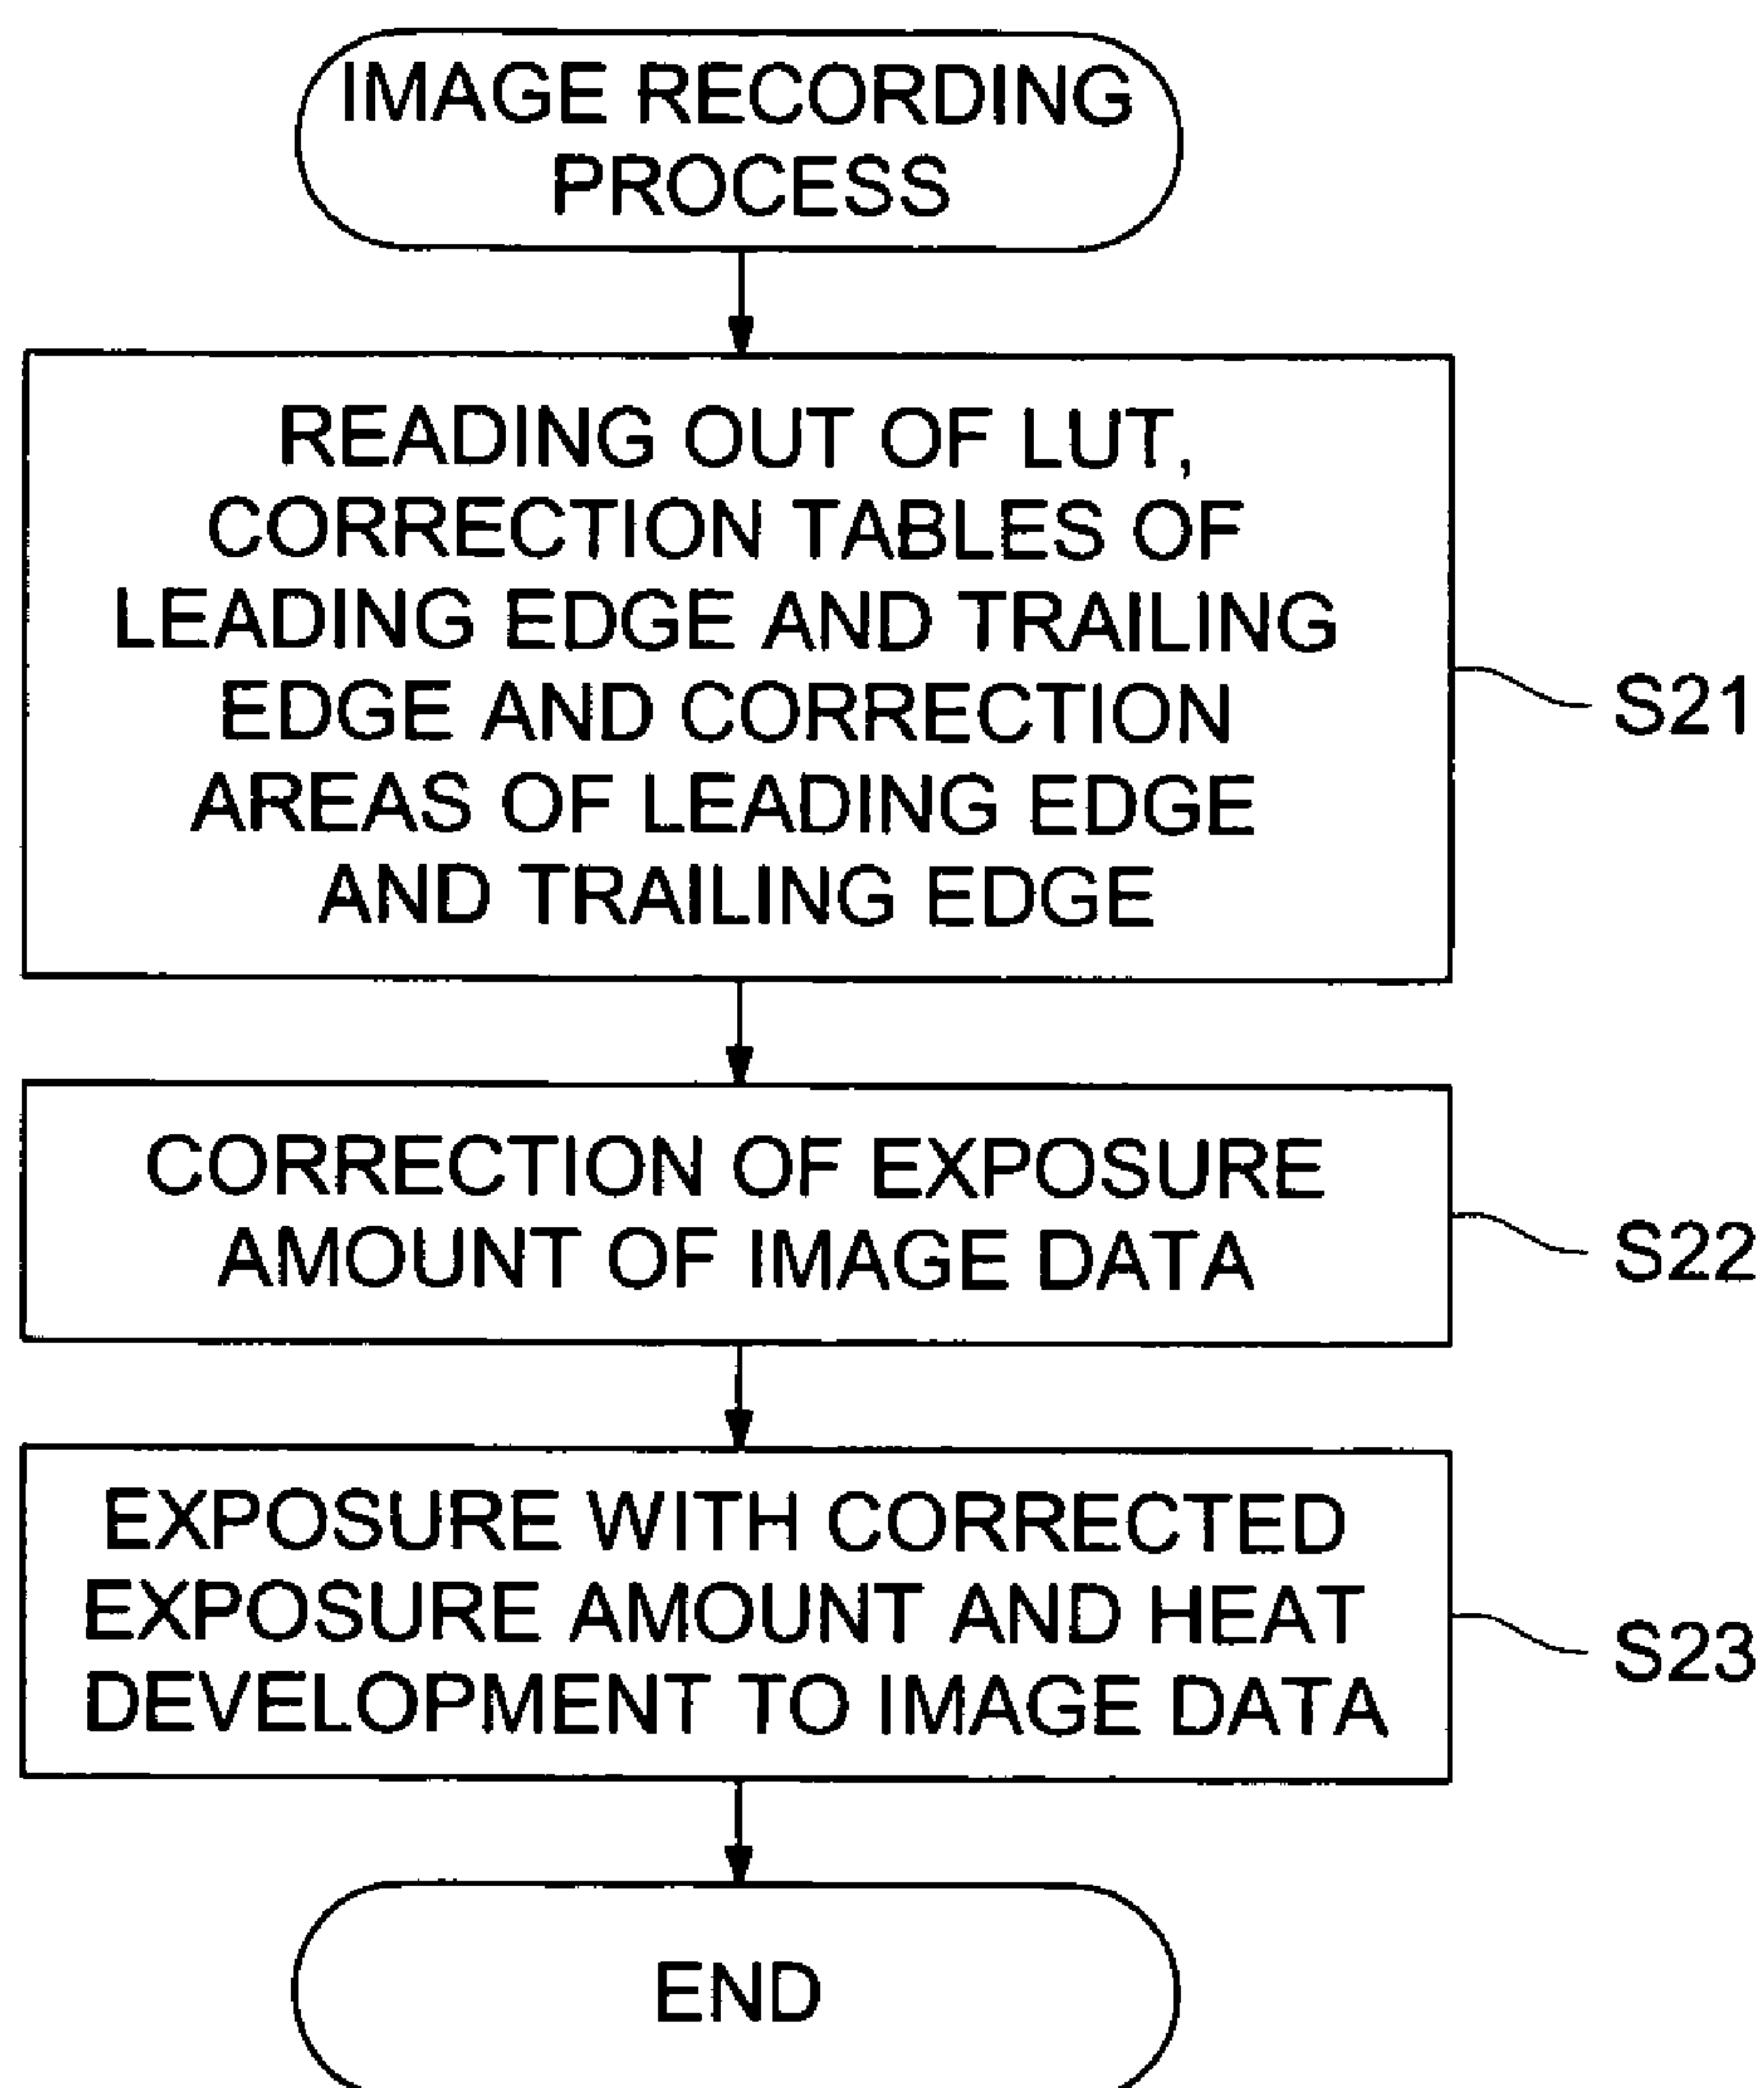 IMAGE RECORDING
PROCESS
READING OUT OF LUT,
CORRECTION TABLES OF
LEADING EDGE AND TRAILING
EDGE AND CORRECTION
AREAS OF LEADING EDGE
AND TRAILING EDGE
S21
CORRECTION OF EXPOSURE
AMOUNT OF IMAGE DATA
S22
EXPOSURE WITH CORRECTED
EXPOSURE AMOUNT AND HEAT
DEVELOPMENT TO IMAGE DATA
S23
END